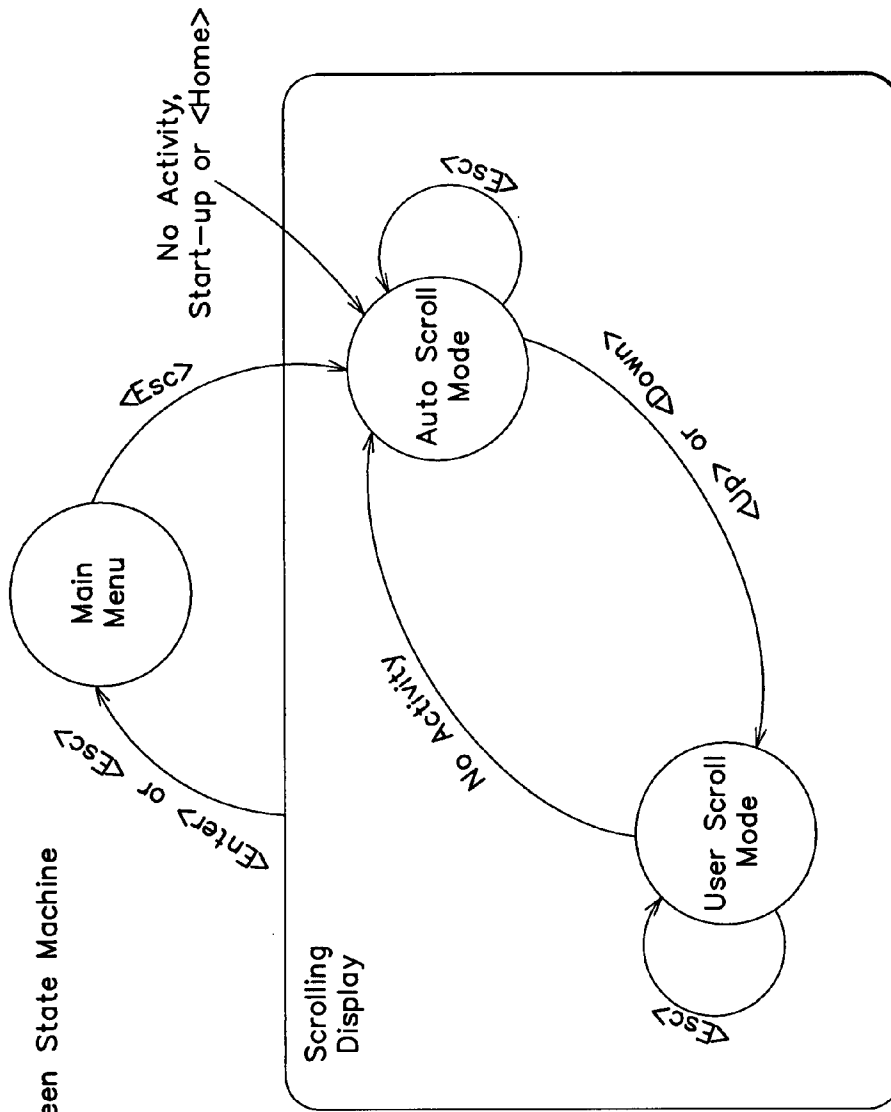 een State Machine
Main
Menu
<Enter> or <Esc>
<Esc>
No Activity,
Start-up or <Home>
Scrolling
Display
Auto Scroll
Mode
<Esc>
No Activity
<Up> or <Down>
User Scroll
Mode
<Esc>